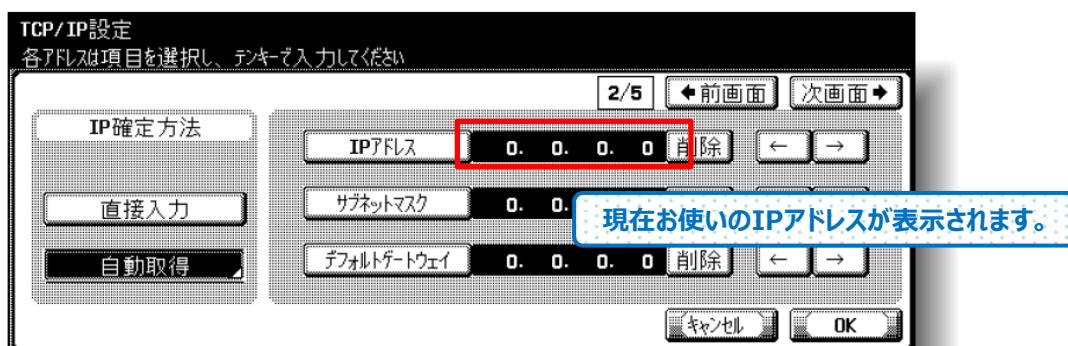 TCP/IP設定
各アドレスは項目を選択し、テンキーで入力してください
2/5 ←前画面 次画面→
IP確定方法
IPアドレス 0. 0. 0. 0 削除 ← →
直接入力
サブネットマスク 0. 0.
現在お使いのIPアドレスが表示されます。
自動取得
デフォルトゲートウェイ 0. 0. 0. 0 削除 ← →
キャンセル OK